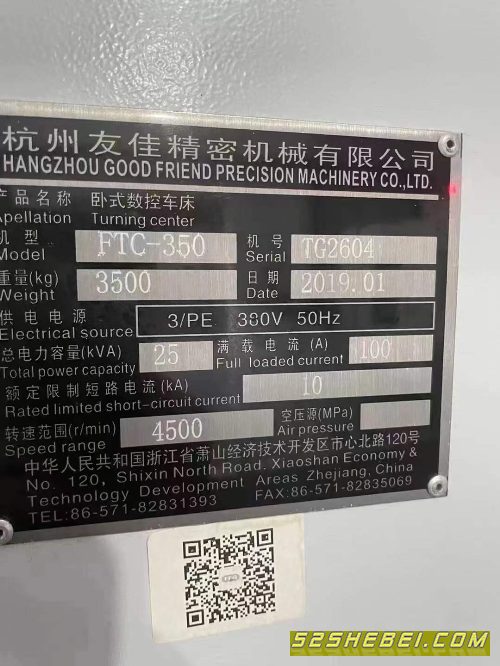 杭州友佳精密机械有限公司
HANGZHOU GOOD FRIEND PRECISION MACHINERY CO.,LTD.
产品名称 卧式数控车床
Apellation Turning center
机型 FTC-350 机号 TG2604
Model Serial
重量(kg) 3500 日期 2019.01
Weight Date
供电电源 3/PE 380V 50Hz
Electrical source
总电力容量(kVA) 25 满载电流(A) 100
Total power capacity Full loaded current
额定限制短路电流(kA) 10
Rated limited short-circuit current
转速范围(r/min) 4500 空压源(MPa)
Speed range Air pressure
中华人民共和国浙江省萧山经济技术开发区市心北路120号
No. 120, Shixin North Road. Xiaoshan Economy &
Technology Development Areas Zhejiang, China
TEL:86-571-82831393 FAX:86-571-82835069
52SHEBEI.COM